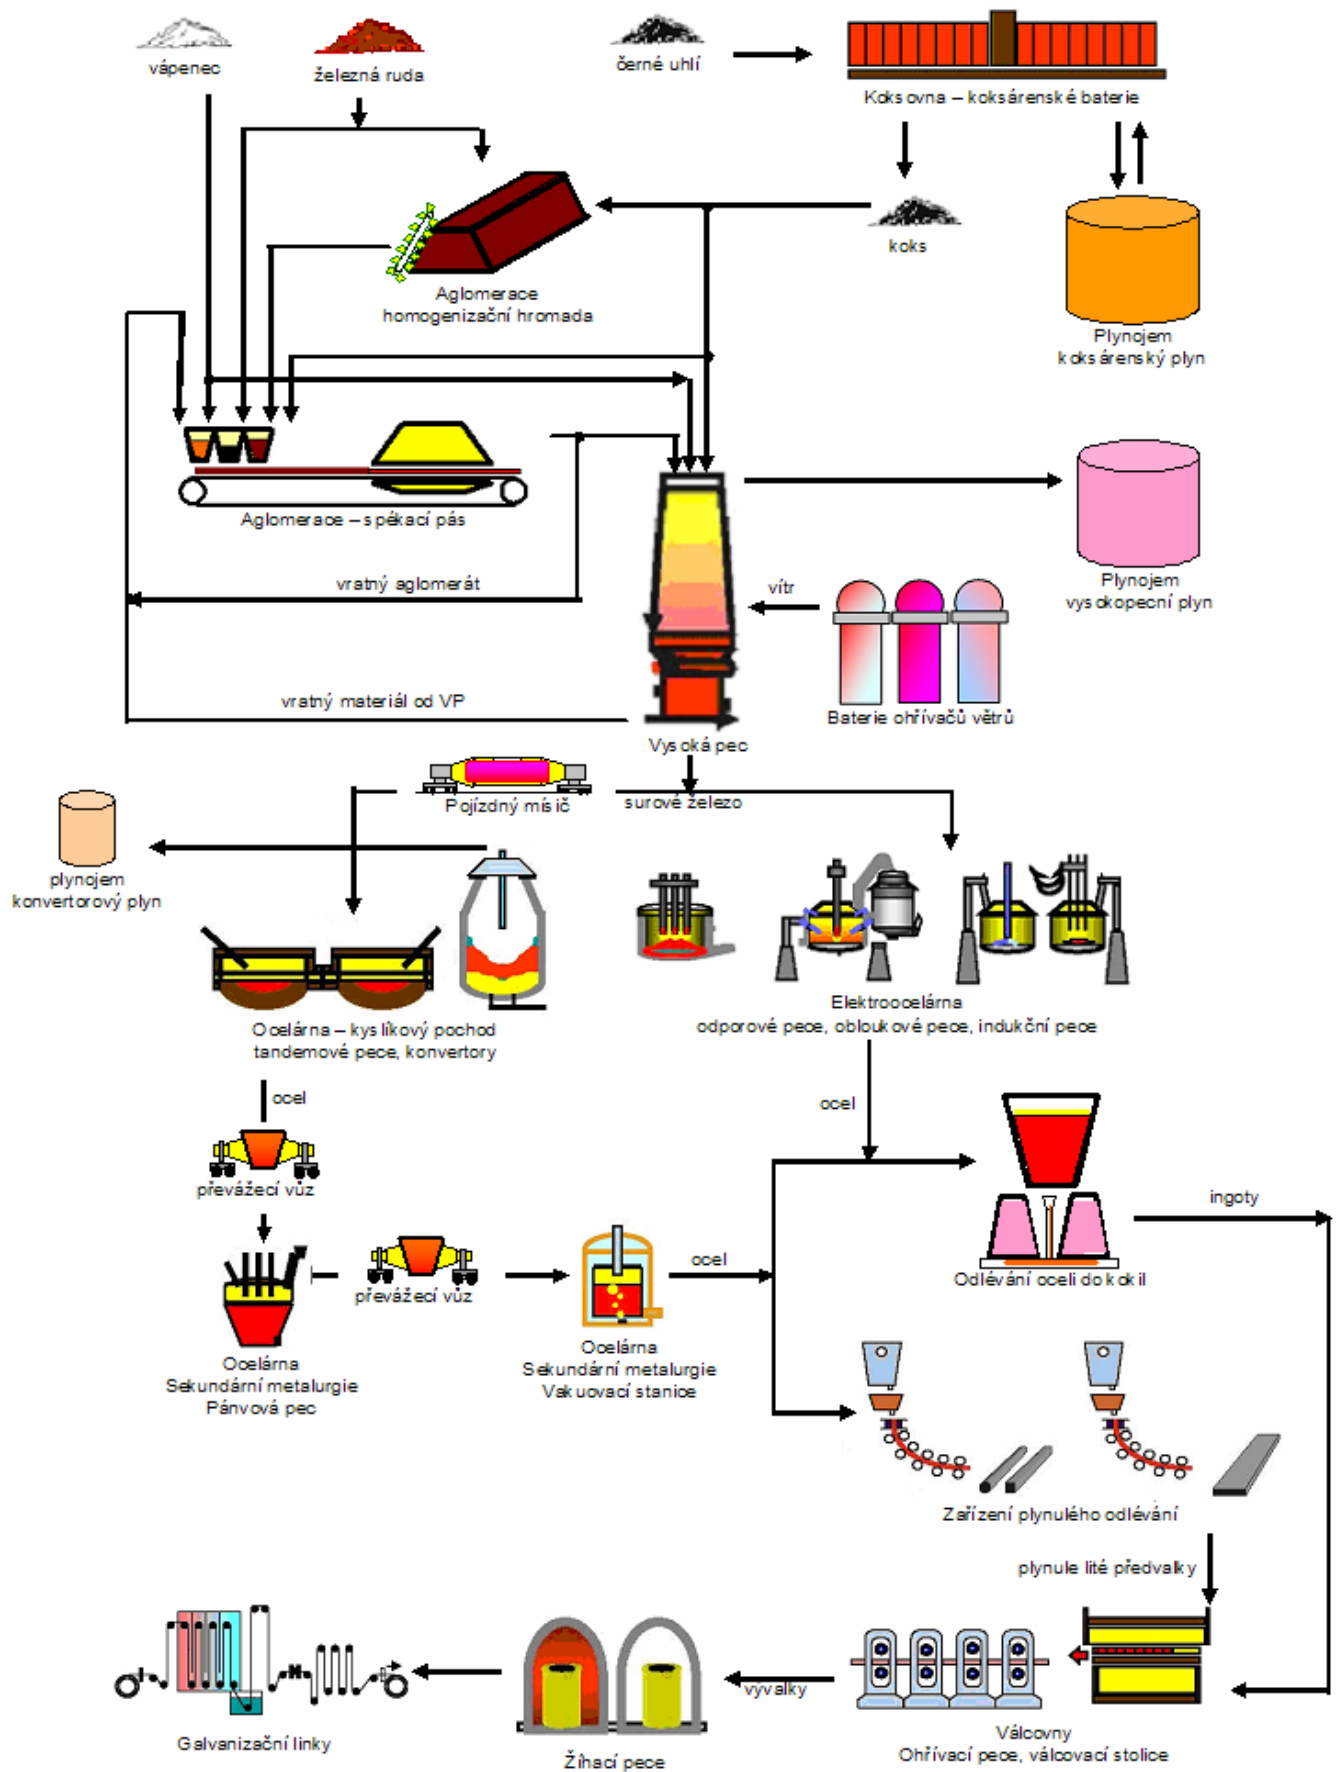 vápenec
železná ruda
černé uhlí
Koksovna – koksárenské baterie
koks
Aglomerace
homogenizační hromada
Plynojem
koksárenský plyn
Aglomerace – spékací pás
vratný aglomerát
vítr
Plynojem
vysokopecní plyn
vratný materiál od VP
Baterie ohřívačů větrů
Vysoká pec
Pojízdný mísič
surové železo
plynojem
konvertorový plyn
Ocelárna – kyslíkový pochod
tandemové pece, konvertory
Elektroocelárna
odporové pece, obloukové pece, indukční pece
ocel
ocel
převážecí vůz
ingoty
ocel
převážecí vůz
Odlévání oceli do kokil
Ocelárna
Sekundární metalurgie
Pánvová pec
Ocelárna
Sekundární metalurgie
Vakuovací stanice
Zařízení plynulého odlévání
plynule lité předvalky
vývalky
Galvanizační linky
Žíhací pece
Válcovny
Ohřívací pece, válcovací stolice